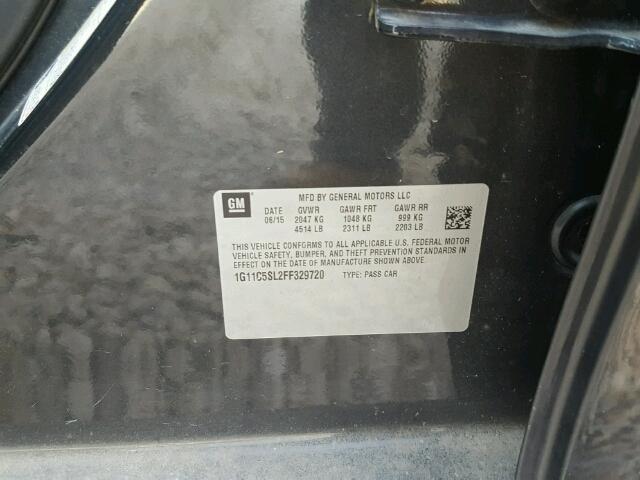 GM
MFD BY GENERAL MOTORS LLC
DATE GVWR GAWR FRT GAWR RR
06/15 2047 KG 1048 KG 999 KG
4514 LB 2311 LB 2203 LB
THIS VEHICLE CONFORMS TO ALL APPLICABLE U.S. FEDERAL MOTOR
VEHICLE SAFETY, BUMPER, AND THEFT PREVENTION STANDARDS
IN EFFECT ON THE DATE OF MANUFACTURE SHOWN ABOVE.
1G11C5SL2FF329720 TYPE: PASS CAR